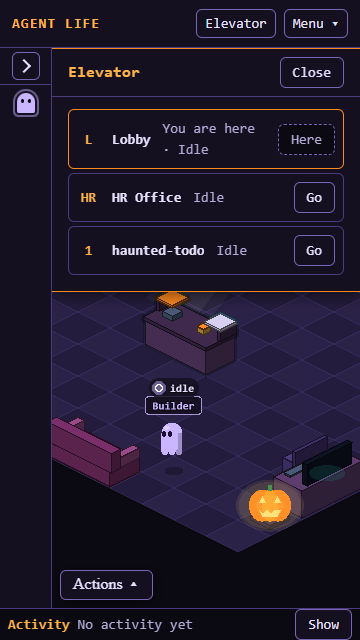 AGENT LIFE
Elevator
Menu ▾
Elevator
Close
L Lobby You are here
· Idle
Here
HR HR Office Idle Go
1 haunted-todo Idle Go
idle
Builder
Actions ▴
Activity No activity yet Show